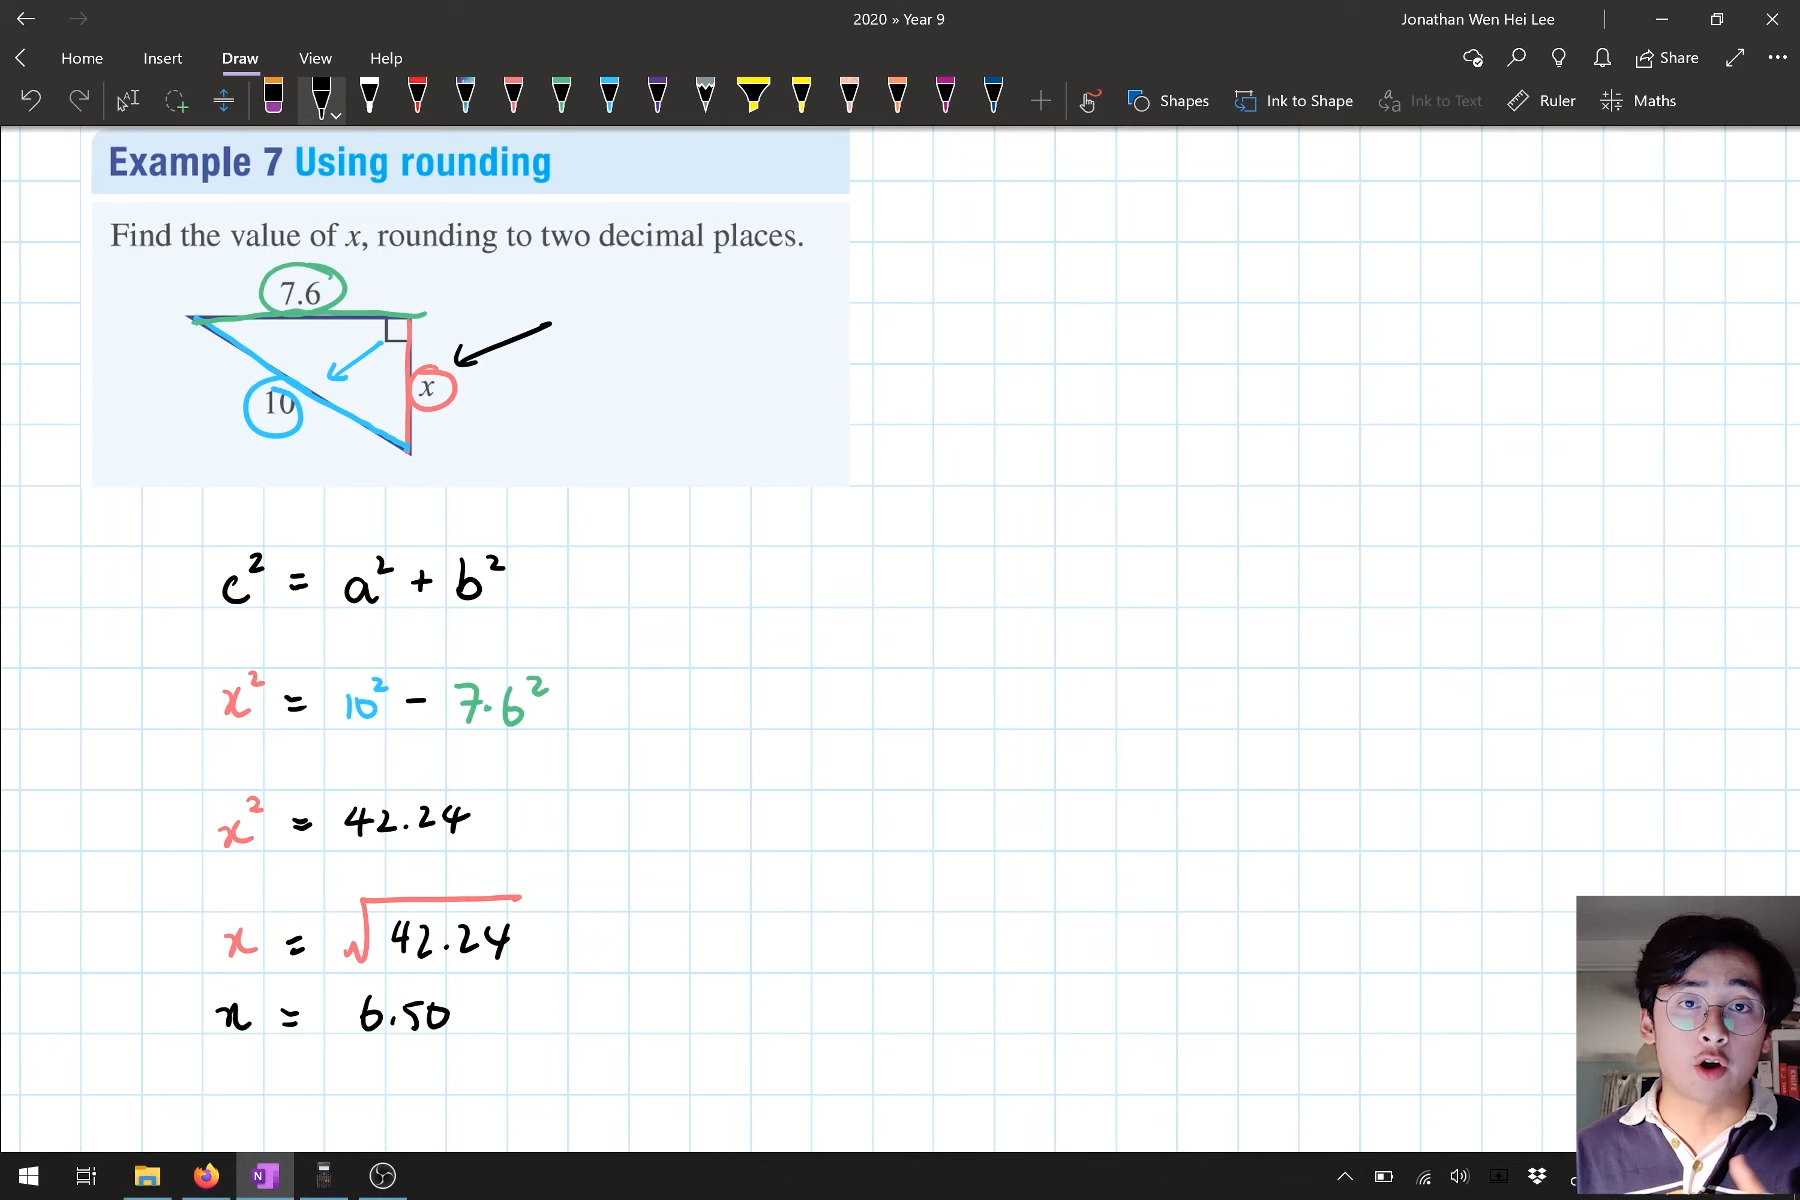 2020 » Year 9
Jonathan Wen Hei Lee
Home Insert Draw View Help
Share
Shapes Ink to Shape Ink to Text Ruler Maths
Example 7 Using rounding
Find the value of x, rounding to two decimal places.
7.6
x
10
c² = a² + b²
x² = 10² - 7.6²
x² = 42.24
x = √42.24
x = 6.50